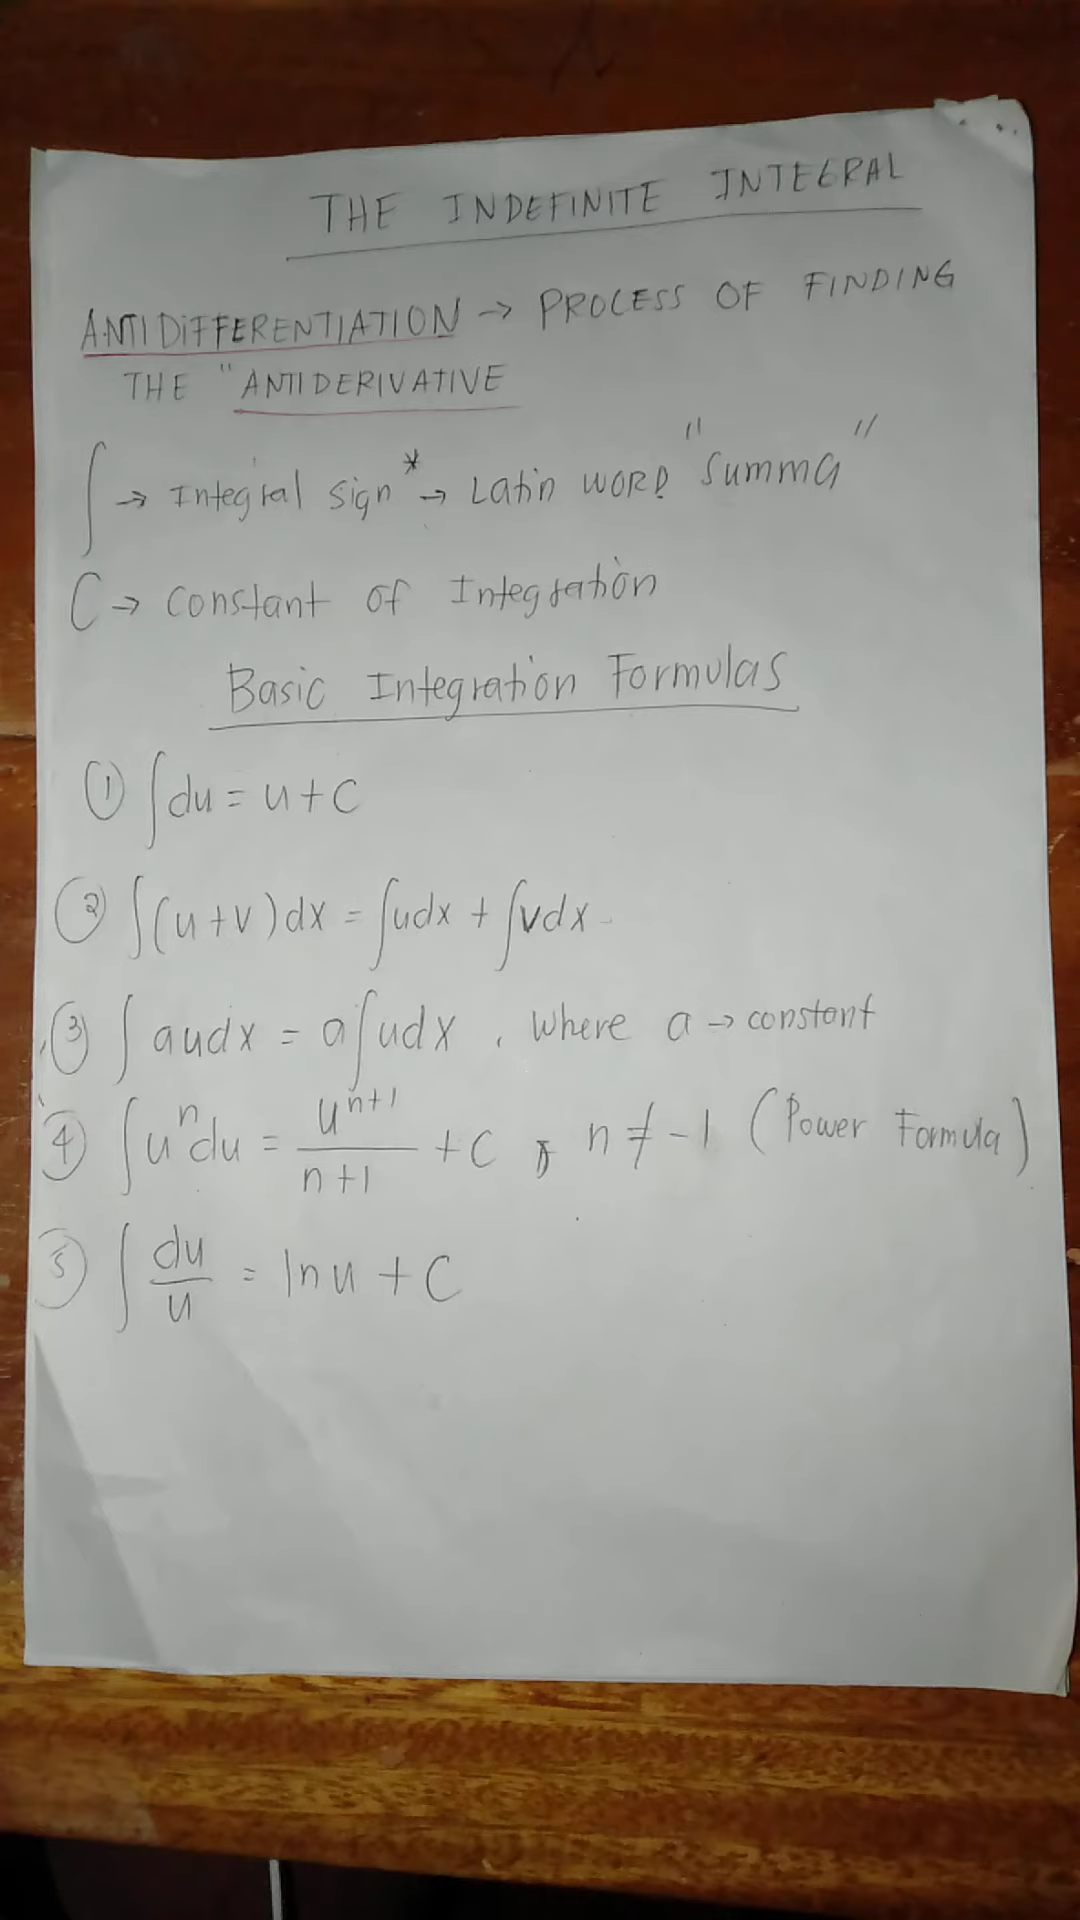 THE INDEFINITE INTEGRAL
ANTIDIFFERENTIATION → PROCESS OF FINDING
THE "ANTIDERIVATIVE
∫ → Integral sign * → Latin WORD "Summa"
C → Constant of Integration
Basic Integration Formulas
① ∫du = u + C
② ∫(u+v)dx = ∫udx + ∫vdx
③ ∫audx = a∫udx, where a → constant
④ ∫uⁿdu = uⁿ⁺¹/n+1 + C, n ≠ -1 (Power Formula)
⑤ ∫du/u = ln u + C